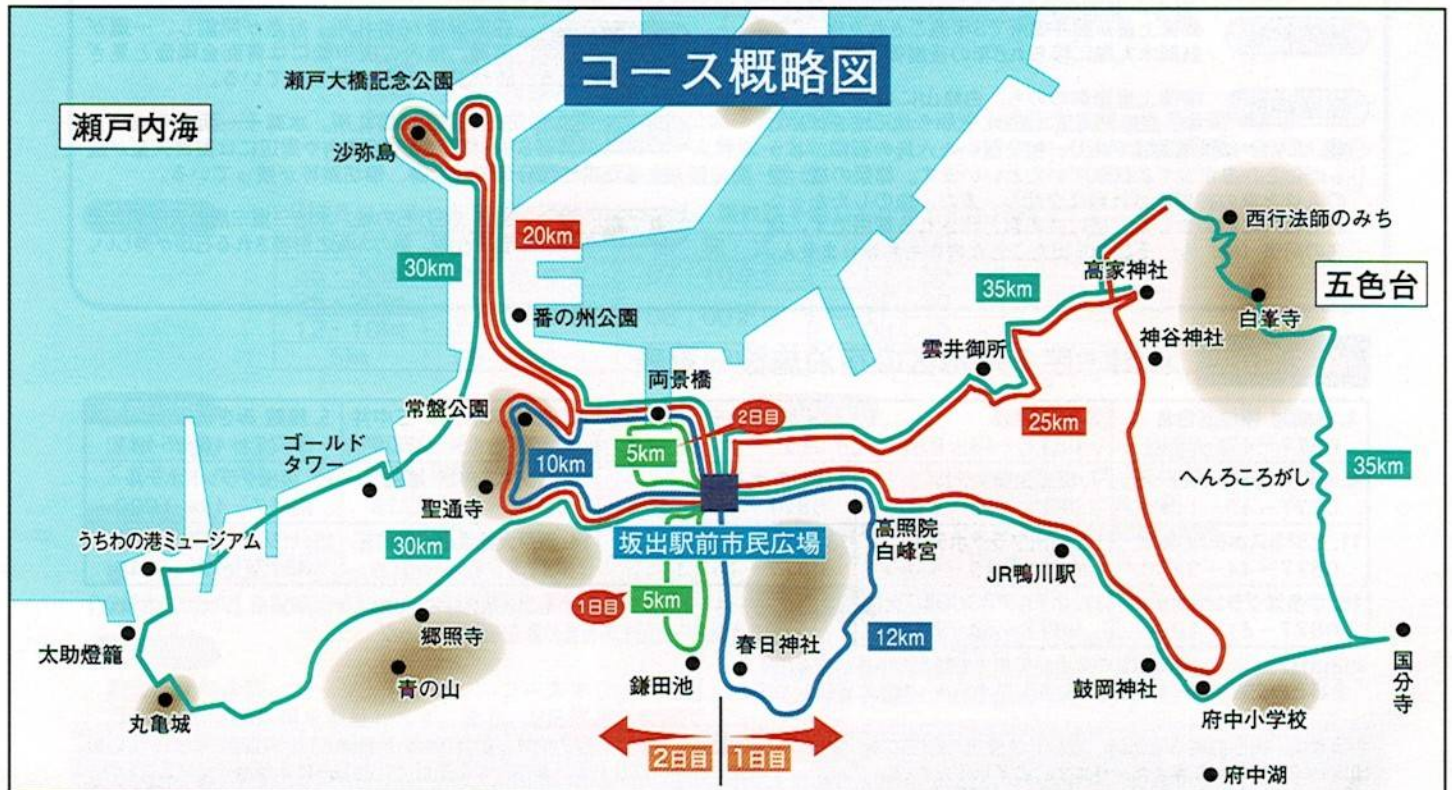 コース概略図
瀬戸内海
瀬戸大橋記念公園
沙弥島
20km
30km
番の州公園
西行法師のみち
五色台
高家神社
35km
白峯寺
神谷神社
雲井御所
両景橋
2日目
常盤公園
5km
25km
ゴールド
タワー
10km
へんろころがし
35km
聖通寺
高照院
白峰宮
うちわの港ミュージアム
30km
坂出駅前市民広場
JR鴨川駅
1日目
5km
郷照寺
12km
太助燈籠
春日神社
青の山
鎌田池
鼓岡神社
国分寺
丸亀城
府中小学校
2日目
1日目
府中湖